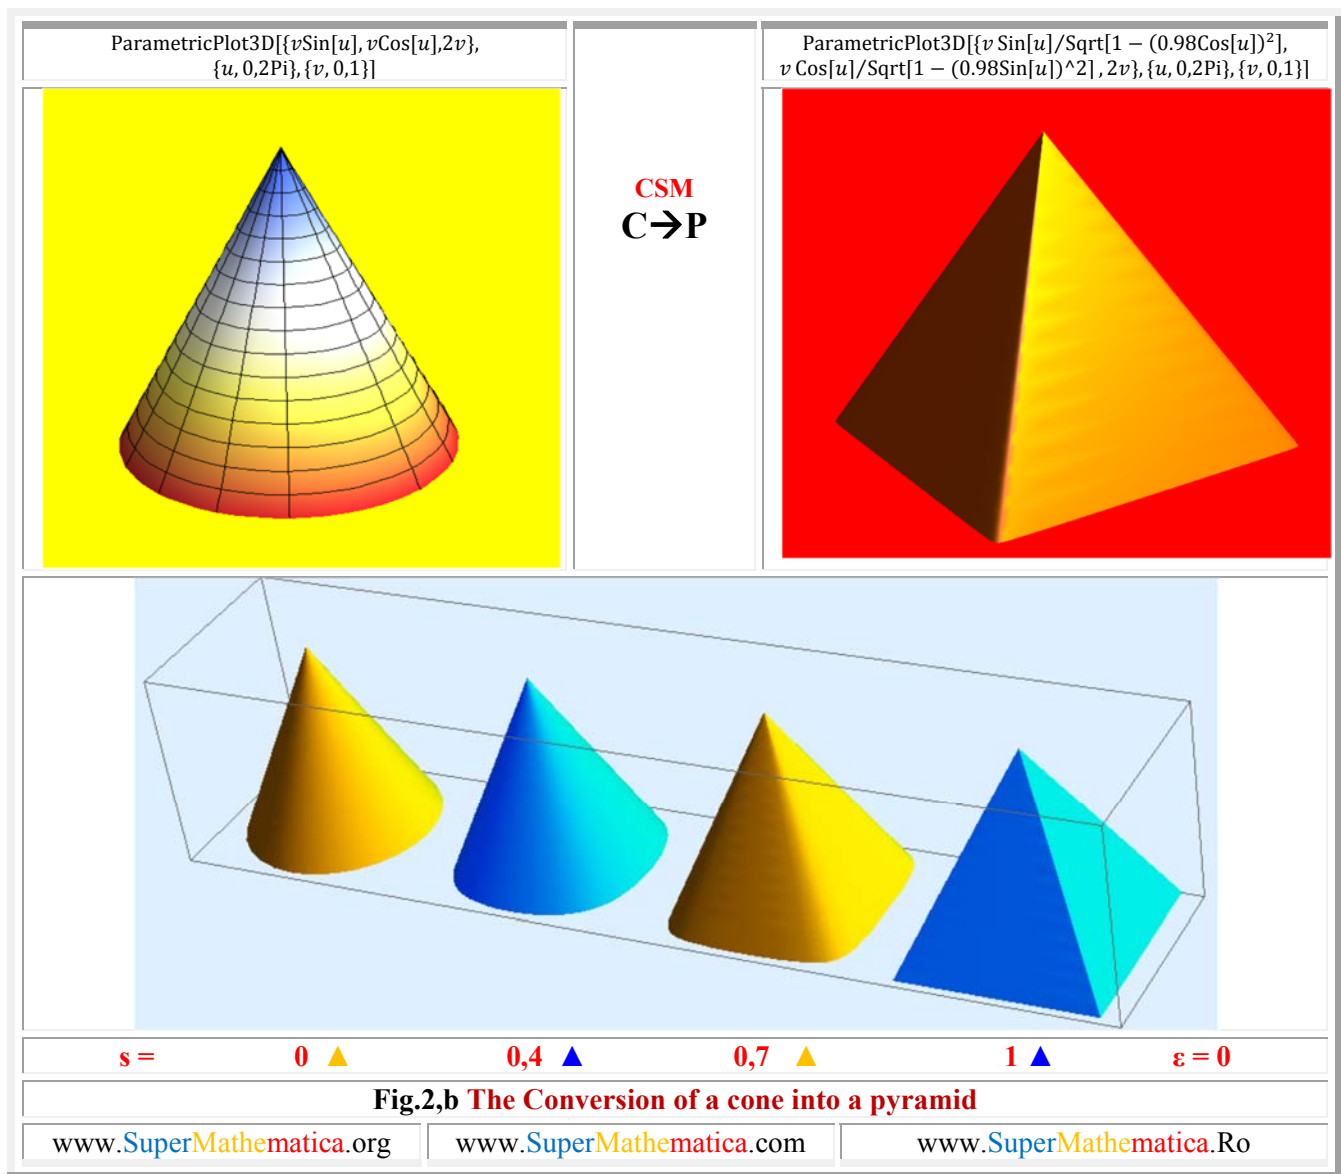 ParametricPlot3D[{vSin[u], vCos[u],2v},
{u, 0,2Pi}, {v, 0,1}]
CSM
C→P
ParametricPlot3D[{v Sin[u]/Sqrt[1 − (0.98Cos[u])²],
v Cos[u]/Sqrt[1 − (0.98Sin[u])^2] , 2v}, {u, 0,2Pi}, {v, 0,1}]
s = 0 ▲ 0,4 ▲ 0,7 ▲ 1 ▲ ε = 0
Fig.2,b The Conversion of a cone into a pyramid
www.SuperMathematica.org www.SuperMathematica.com www.SuperMathematica.Ro